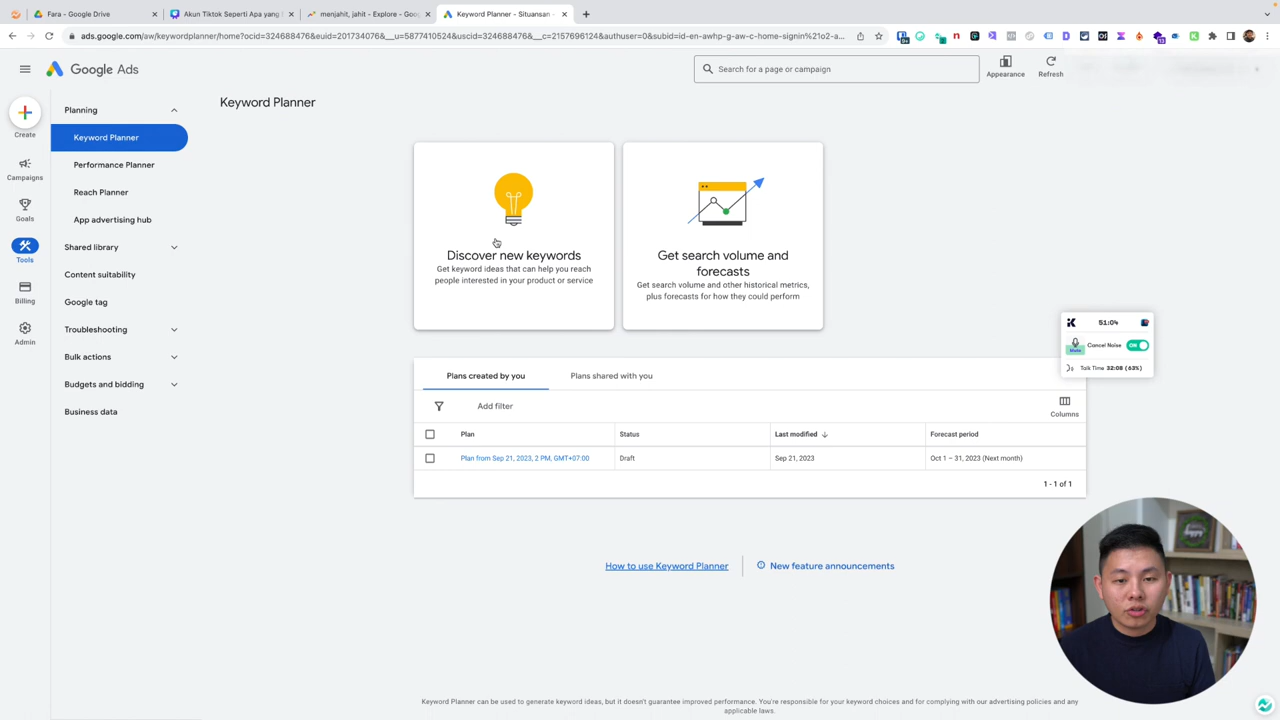 Fara - Google Drive
Akun Tiktok Seperti Apa yang
menjahit, jahit - Explore - Goo
Keyword Planner - Situansan -
ads.google.com/aw/keywordplanner/home?ocid=324688476&euid=201734076&__u=5877410524&uscid=324688476&__c=2157696124&authuser=0&subid=id-en-awhp-g-aw-c-home-signin%21o2-a...
Google Ads
Search for a page or campaign
Appearance
Refresh
Create
Campaigns
Goals
Tools
Billing
Admin
Planning
Keyword Planner
Performance Planner
Reach Planner
App advertising hub
Shared library
Content suitability
Google tag
Troubleshooting
Bulk actions
Budgets and bidding
Business data
Keyword Planner
Discover new keywords
Get keyword ideas that can help you reach
people interested in your product or service
Get search volume and
forecasts
Get search volume and other historical metrics,
plus forecasts for how they could perform
51:04
Mute
Cancel Noise
ON
Talk Time 32:08 (63%)
Plans created by you
Plans shared with you
Add filter
Columns
Plan
Status
Last modified
Forecast period
Plan from Sep 21, 2023, 2 PM, GMT+07:00
Draft
Sep 21, 2023
Oct 1 – 31, 2023 (Next month)
1 - 1 of 1
How to use Keyword Planner
New feature announcements
Keyword Planner can be used to generate keyword ideas, but it doesn't guarantee improved performance. You're responsible for your keyword choices and for complying with our advertising policies and any
applicable laws.